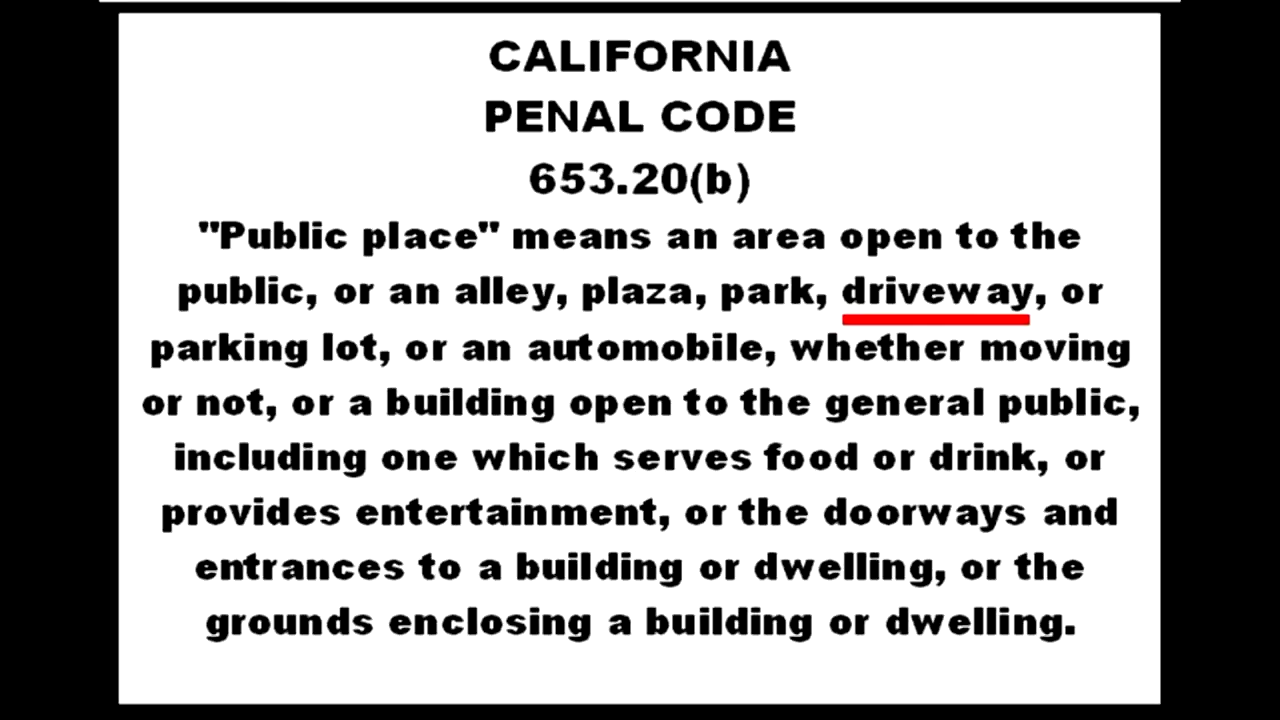 CALIFORNIA
PENAL CODE
653.20(b)
"Public place" means an area open to the
public, or an alley, plaza, park, driveway, or
parking lot, or an automobile, whether moving
or not, or a building open to the general public,
including one which serves food or drink, or
provides entertainment, or the doorways and
entrances to a building or dwelling, or the
grounds enclosing a building or dwelling.